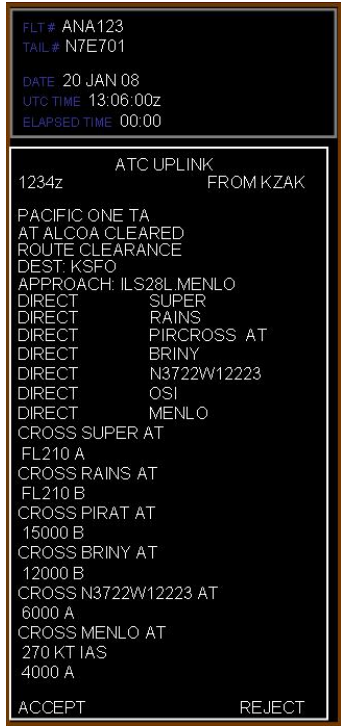 FLT # ANA123
TAIL # N7E701
DATE 20 JAN 08
UTC TIME 13:06:00z
ELAPSED TIME 00:00
ATC UPLINK
1234z FROM KZAK
PACIFIC ONE TA
AT ALCOA CLEARED
ROUTE CLEARANCE
DEST: KSFO
APPROACH: ILS28L.MENLO
DIRECT SUPER
DIRECT RAINS
DIRECT PIRCROSS AT
DIRECT BRINY
DIRECT N3722W12223
DIRECT OSI
DIRECT MENLO
CROSS SUPER AT
FL210 A
CROSS RAINS AT
FL210 B
CROSS PIRAT AT
15000 B
CROSS BRINY AT
12000 B
CROSS N3722W12223 AT
6000 A
CROSS MENLO AT
270 KT IAS
4000 A
ACCEPT REJECT